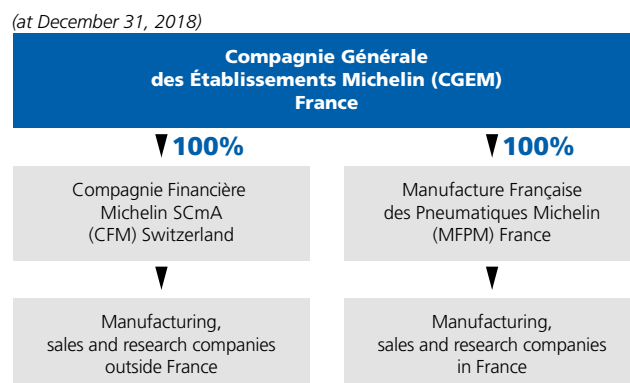 (at December 31, 2018)
Compagnie Générale
des Établissements Michelin (CGEM)
France
100%
100%
Compagnie Financière
Michelin SCmA
(CFM) Switzerland
Manufacture Française
des Pneumatiques Michelin
(MFPM) France
Manufacturing,
sales and research companies
outside France
Manufacturing,
sales and research companies
in France